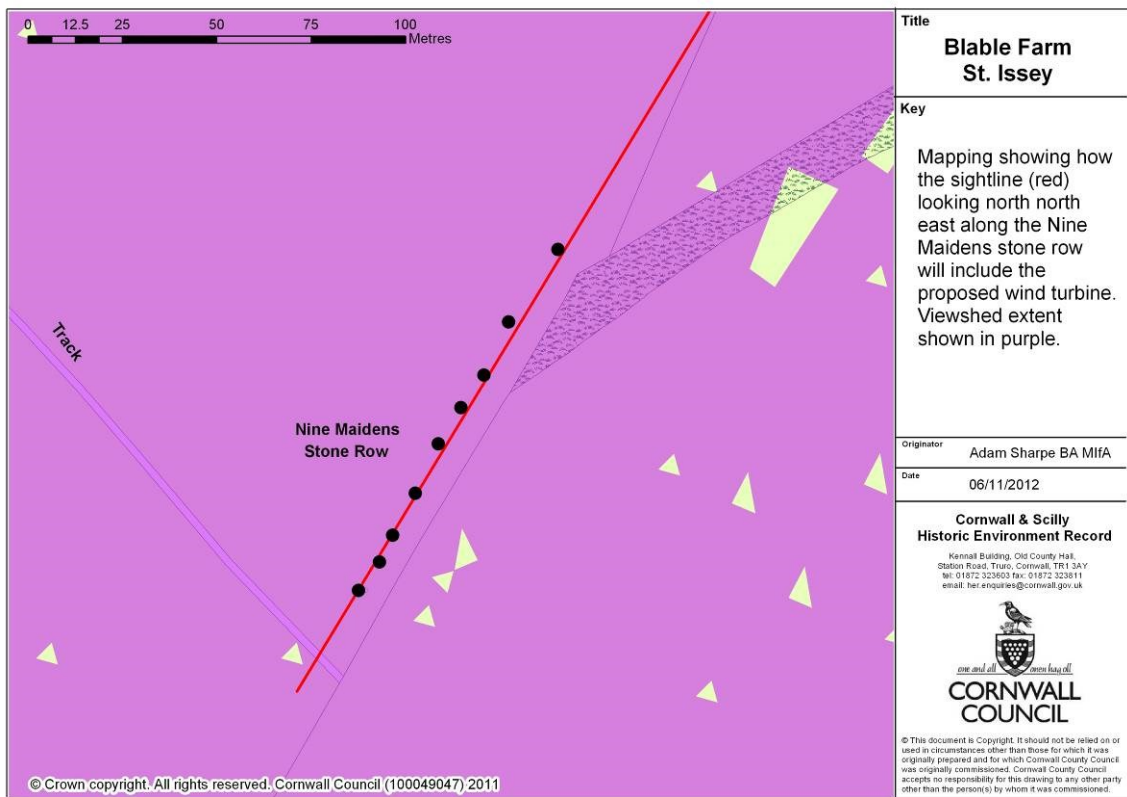 0 12.5 25 50 75 100
Metres
Track
Nine Maidens
Stone Row
© Crown copyright. All rights reserved. Cornwall Council (100049047) 2011
Title
Blable Farm
St. Issey
Key
Mapping showing how
the sightline (red)
looking north north
east along the Nine
Maidens stone row
will include the
proposed wind turbine.
Viewshed extent
shown in purple.
Originator
Adam Sharpe BA MIfA
Date
06/11/2012
Cornwall & Scilly
Historic Environment Record
Kennall Building, Old County Hall,
Station Road, Truro, Cornwall, TR1 3AY
tel: 01872 323603 fax: 01872 323811
email: her.enquiries@cornwall.gov.uk
one and all onen hag oll
CORNWALL
COUNCIL
© This document is Copyright. It should not be relied on or
used in circumstances other than those for which it was
originally prepared and for which Cornwall County Council
was originally commissioned. Cornwall County Council
accepts no responsibility for this drawing to any other party
other than the person(s) by whom it was commissioned.